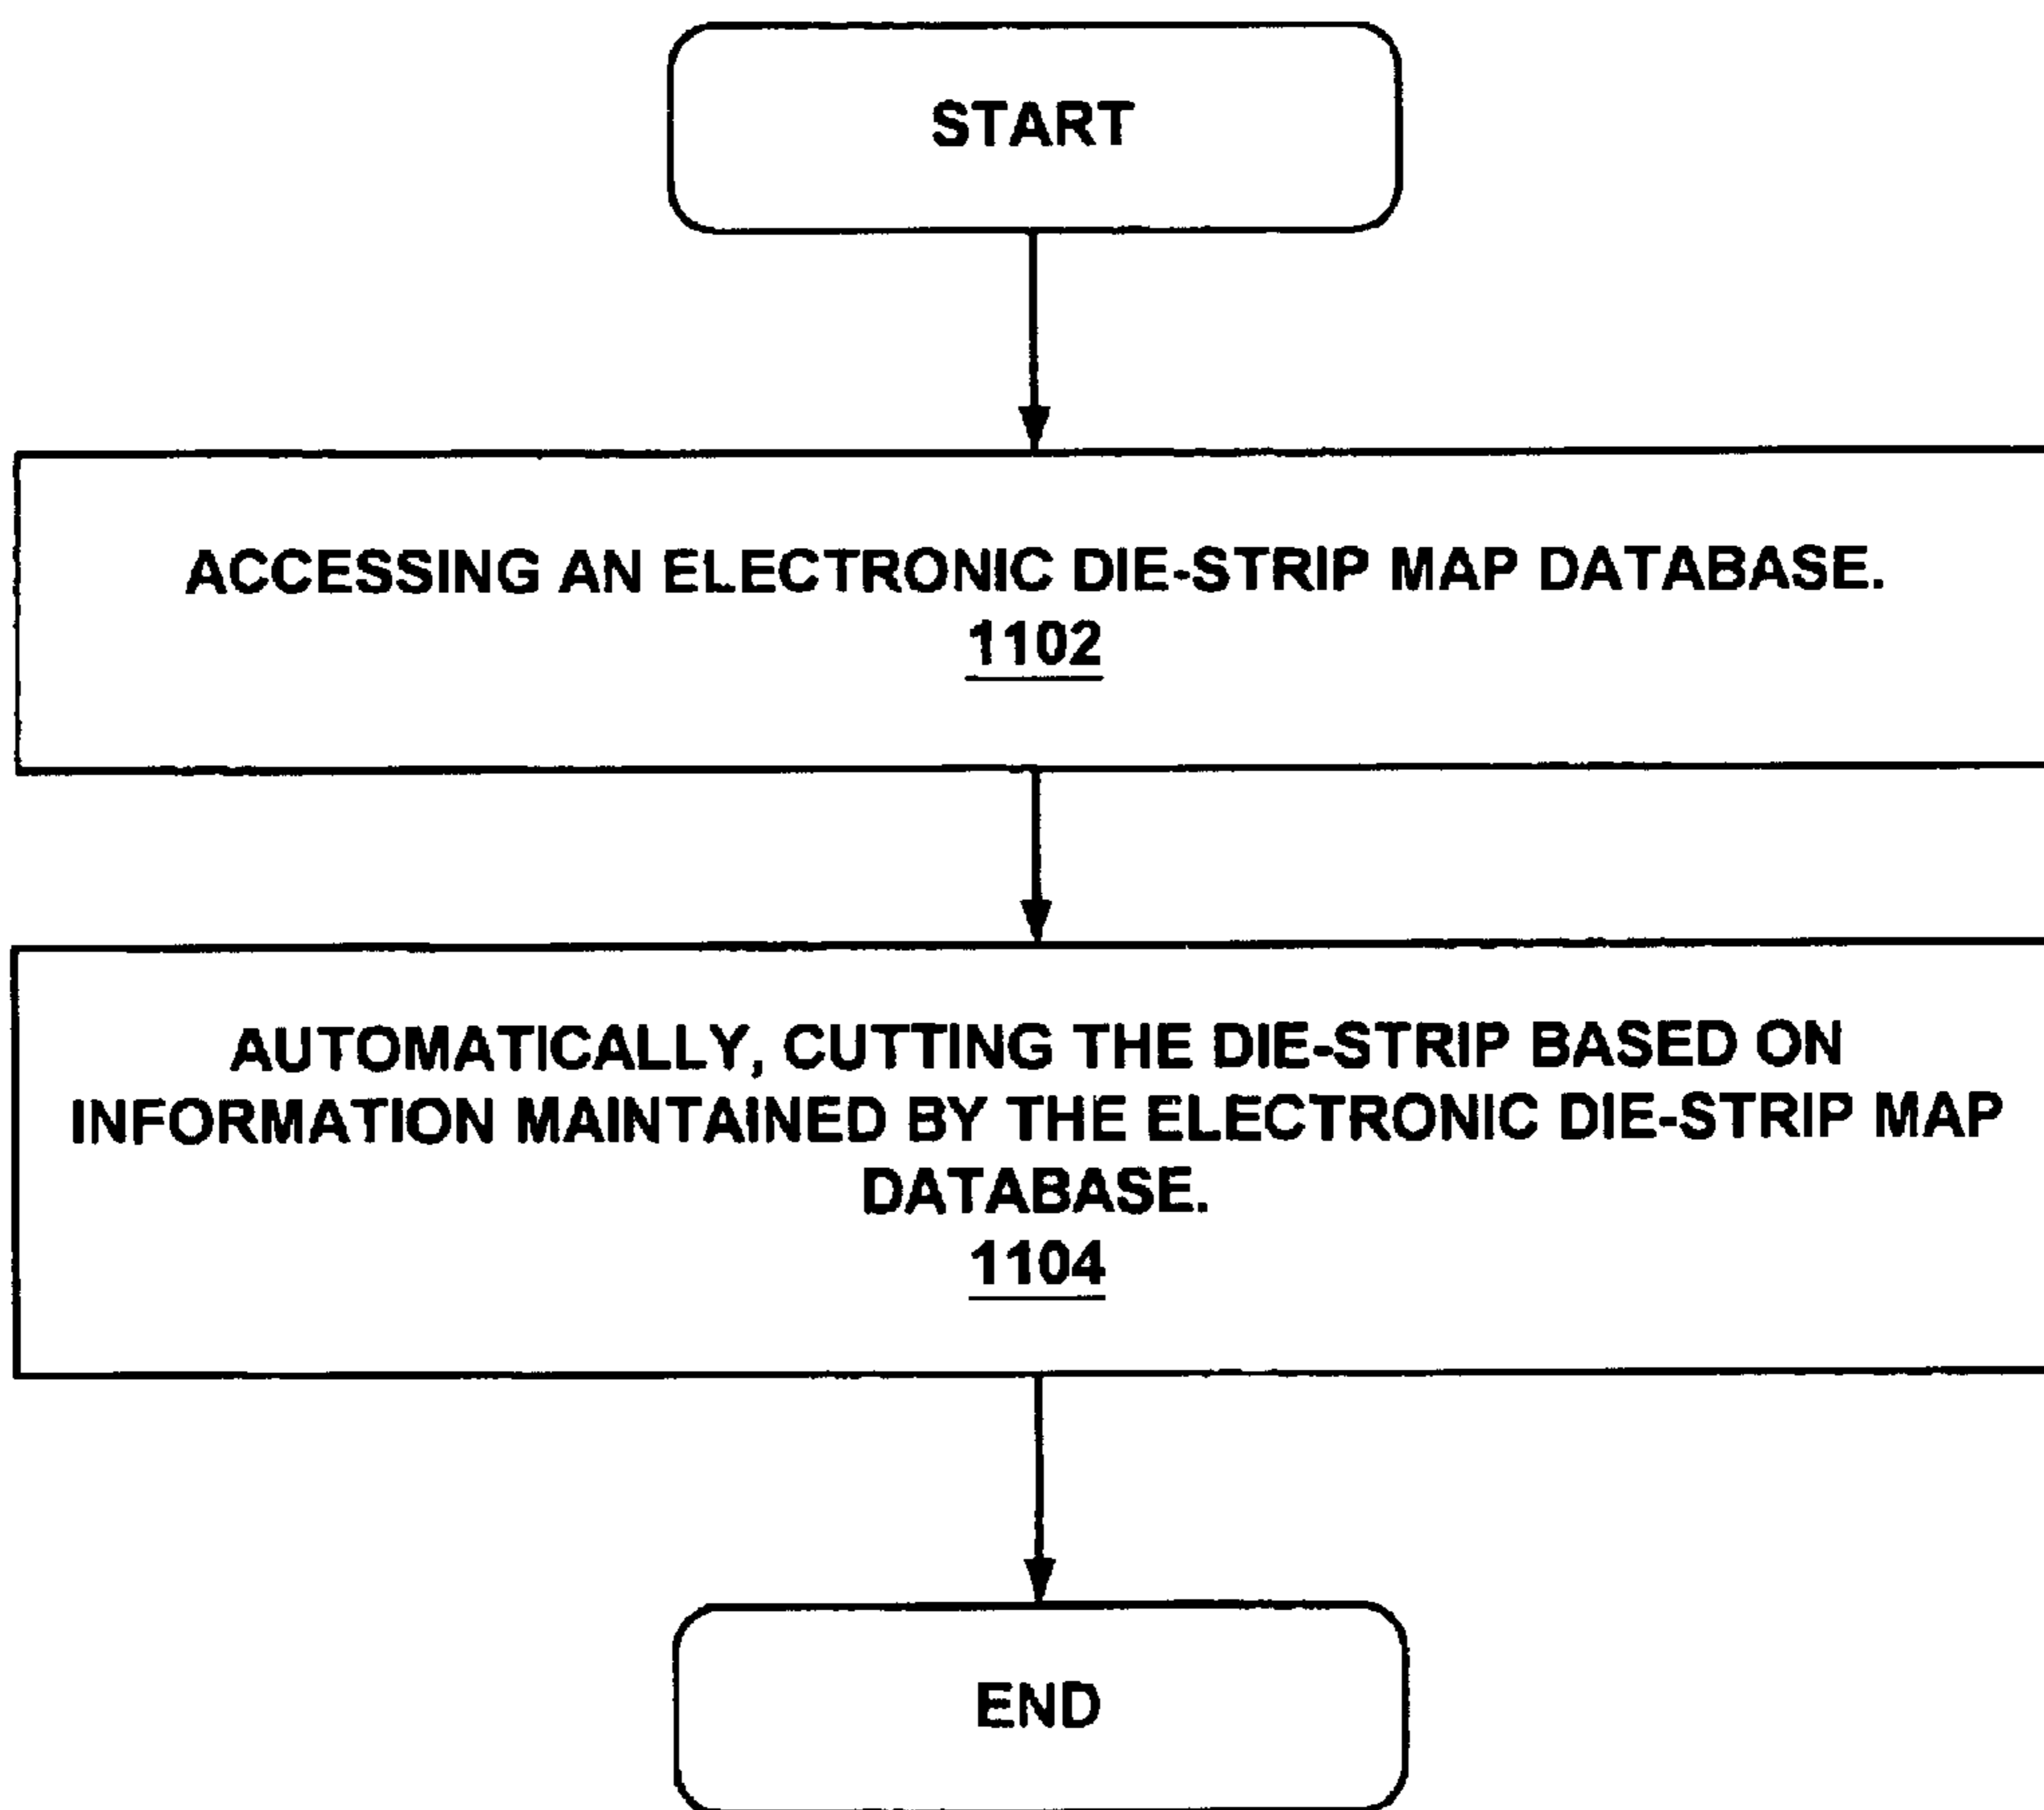 START
ACCESSING AN ELECTRONIC DIE-STRIP MAP DATABASE.
1102
AUTOMATICALLY, CUTTING THE DIE-STRIP BASED ON
INFORMATION MAINTAINED BY THE ELECTRONIC DIE-STRIP MAP
DATABASE.
1104
END